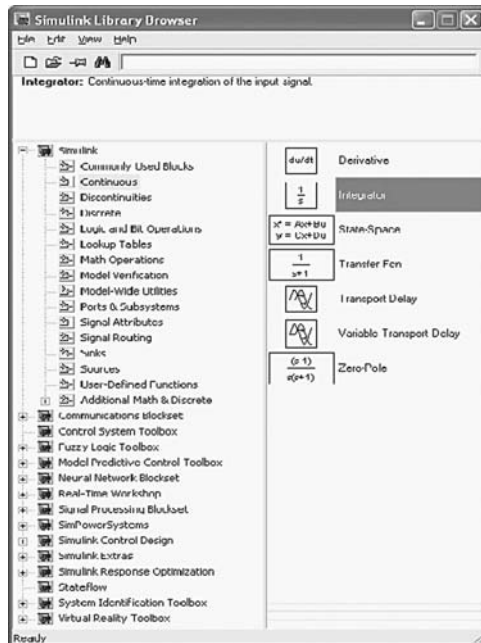 Simulink Library Browser
File Edit View Help
Integrator: Continuous-time integration of the input signal.
Simulink
Commonly Used Blocks
Continuous
Discontinuities
Discrete
Logic and Bit Operations
Lookup Tables
Math Operations
Model Verification
Model-Wide Utilities
Ports & Subsystems
Signal Attributes
Signal Routing
Sinks
Sources
User-Defined Functions
Additional Math & Discrete
Communications Blockset
Control System Toolbox
Fuzzy Logic Toolbox
Model Predictive Control Toolbox
Neural Network Blockset
Real-Time Workshop
Signal Processing Blockset
SimPowerSystems
Simulink Control Design
Simulink Extras
Simulink Response Optimization
Stateflow
System Identification Toolbox
Virtual Reality Toolbox
du/dt Derivative
1
s Integrator
x' = Ax+Bu
y = Cx+Du State-Space
1
s+1 Transfer Fcn
Transport Delay
Variable Transport Delay
(s-1)
s(s+1) Zero-Pole
Ready